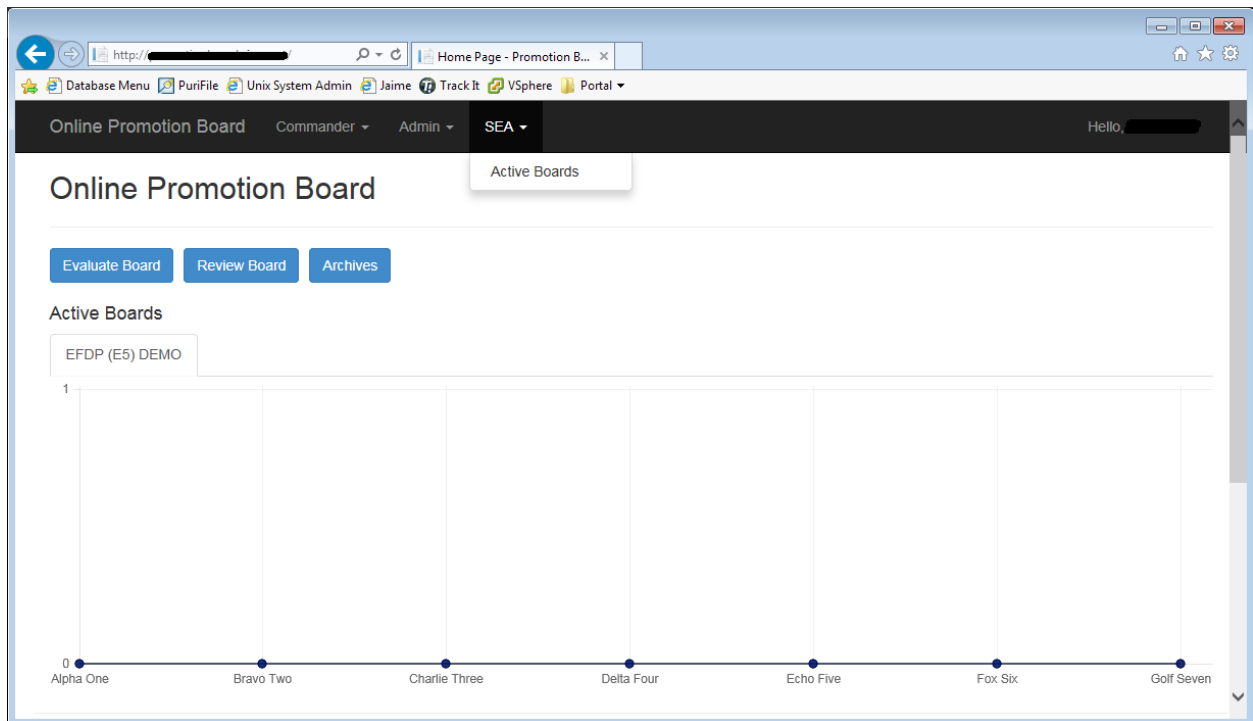 http://
Home Page - Promotion B...
Database Menu PuriFile Unix System Admin Jaime Track It VSphere Portal
Online Promotion Board Commander Admin SEA Hello,
Active Boards
Online Promotion Board
Evaluate Board Review Board Archives
Active Boards
EFDP (E5) DEMO
1
0
Alpha One Bravo Two Charlie Three Delta Four Echo Five Fox Six Golf Seven